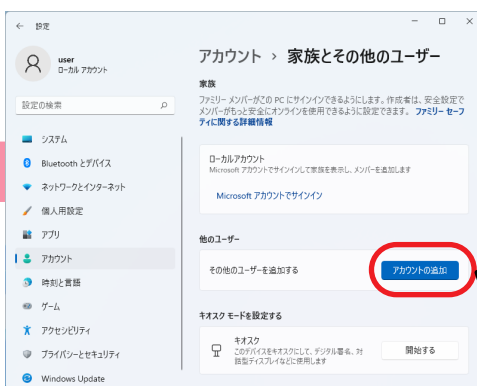 設定
user
ローカル アカウント
設定の検索
システム
Bluetooth とデバイス
ネットワークとインターネット
個人用設定
アプリ
アカウント
時刻と言語
ゲーム
アクセシビリティ
プライバシーとセキュリティ
Windows Update
アカウント › 家族とその他のユーザー
家族
ファミリー メンバーがこの PC にサインインできるようにします。作成者は、安全設定で
メンバーがもっと安全にオンラインを使用できるように設定できます。 ファミリー セーフ
ティに関する詳細情報
ローカルアカウント
Microsoft アカウントでサインインして家族を表示し、メンバーを追加します
Microsoft アカウントでサインイン
他のユーザー
その他のユーザーを追加する
アカウントの追加
キオスク モードを設定する
キオスク
このデバイスをキオスクにして、デジタル署名、対
話型ディスプレイなどに使用します
開始する